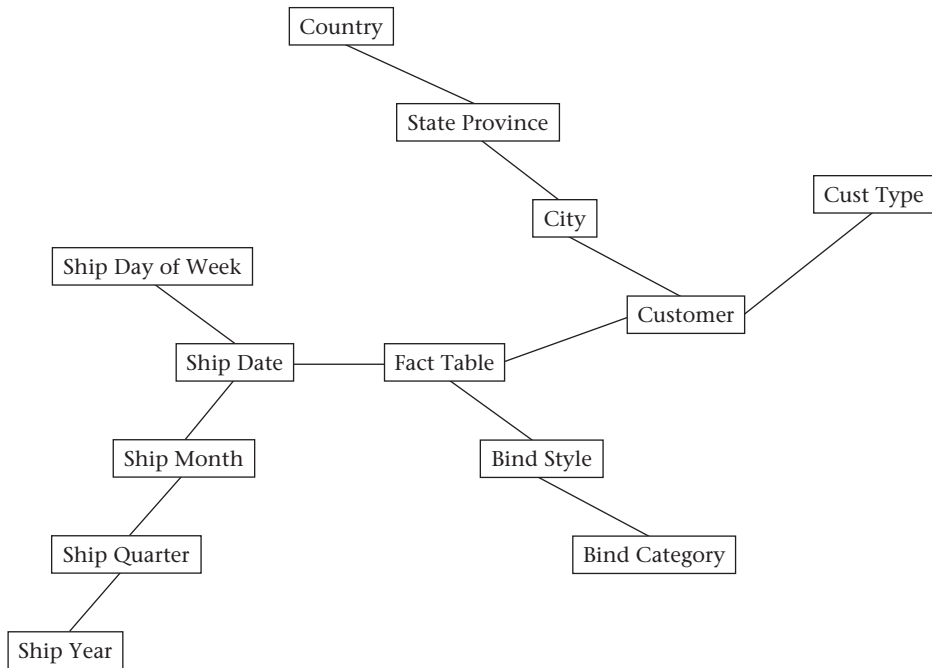 Country
State Province
Cust Type
City
Ship Day of Week
Customer
Ship Date
Fact Table
Ship Month
Bind Style
Ship Quarter
Bind Category
Ship Year